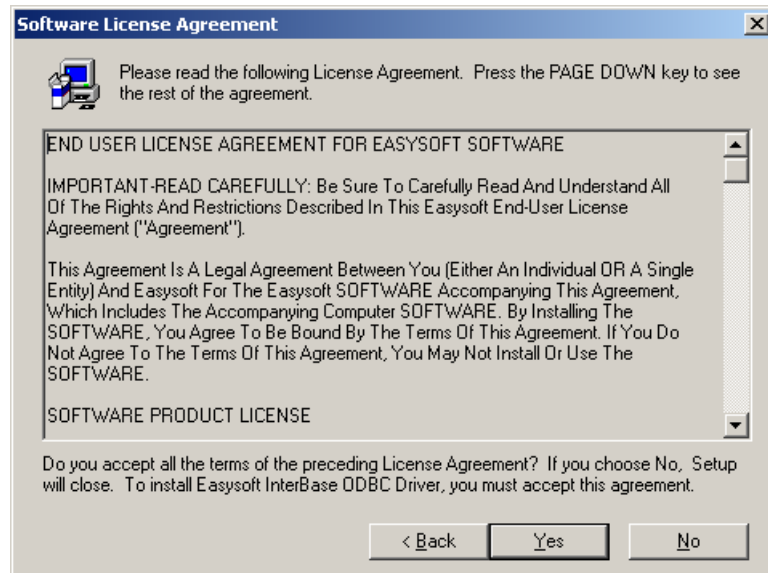 Software License Agreement
Please read the following License Agreement. Press the PAGE DOWN key to see
the rest of the agreement.
END USER LICENSE AGREEMENT FOR EASYSOFT SOFTWARE
IMPORTANT-READ CAREFULLY: Be Sure To Carefully Read And Understand All
Of The Rights And Restrictions Described In This Easysoft End-User License
Agreement ("Agreement").
This Agreement Is A Legal Agreement Between You (Either An Individual OR A Single
Entity) And Easysoft For The Easysoft SOFTWARE Accompanying This Agreement,
Which Includes The Accompanying Computer SOFTWARE. By Installing The
SOFTWARE, You Agree To Be Bound By The Terms Of This Agreement. If You Do
Not Agree To The Terms Of This Agreement, You May Not Install Or Use The
SOFTWARE.
SOFTWARE PRODUCT LICENSE
Do you accept all the terms of the preceding License Agreement? If you choose No, Setup
will close. To install Easysoft InterBase ODBC Driver, you must accept this agreement.
< Back Yes No